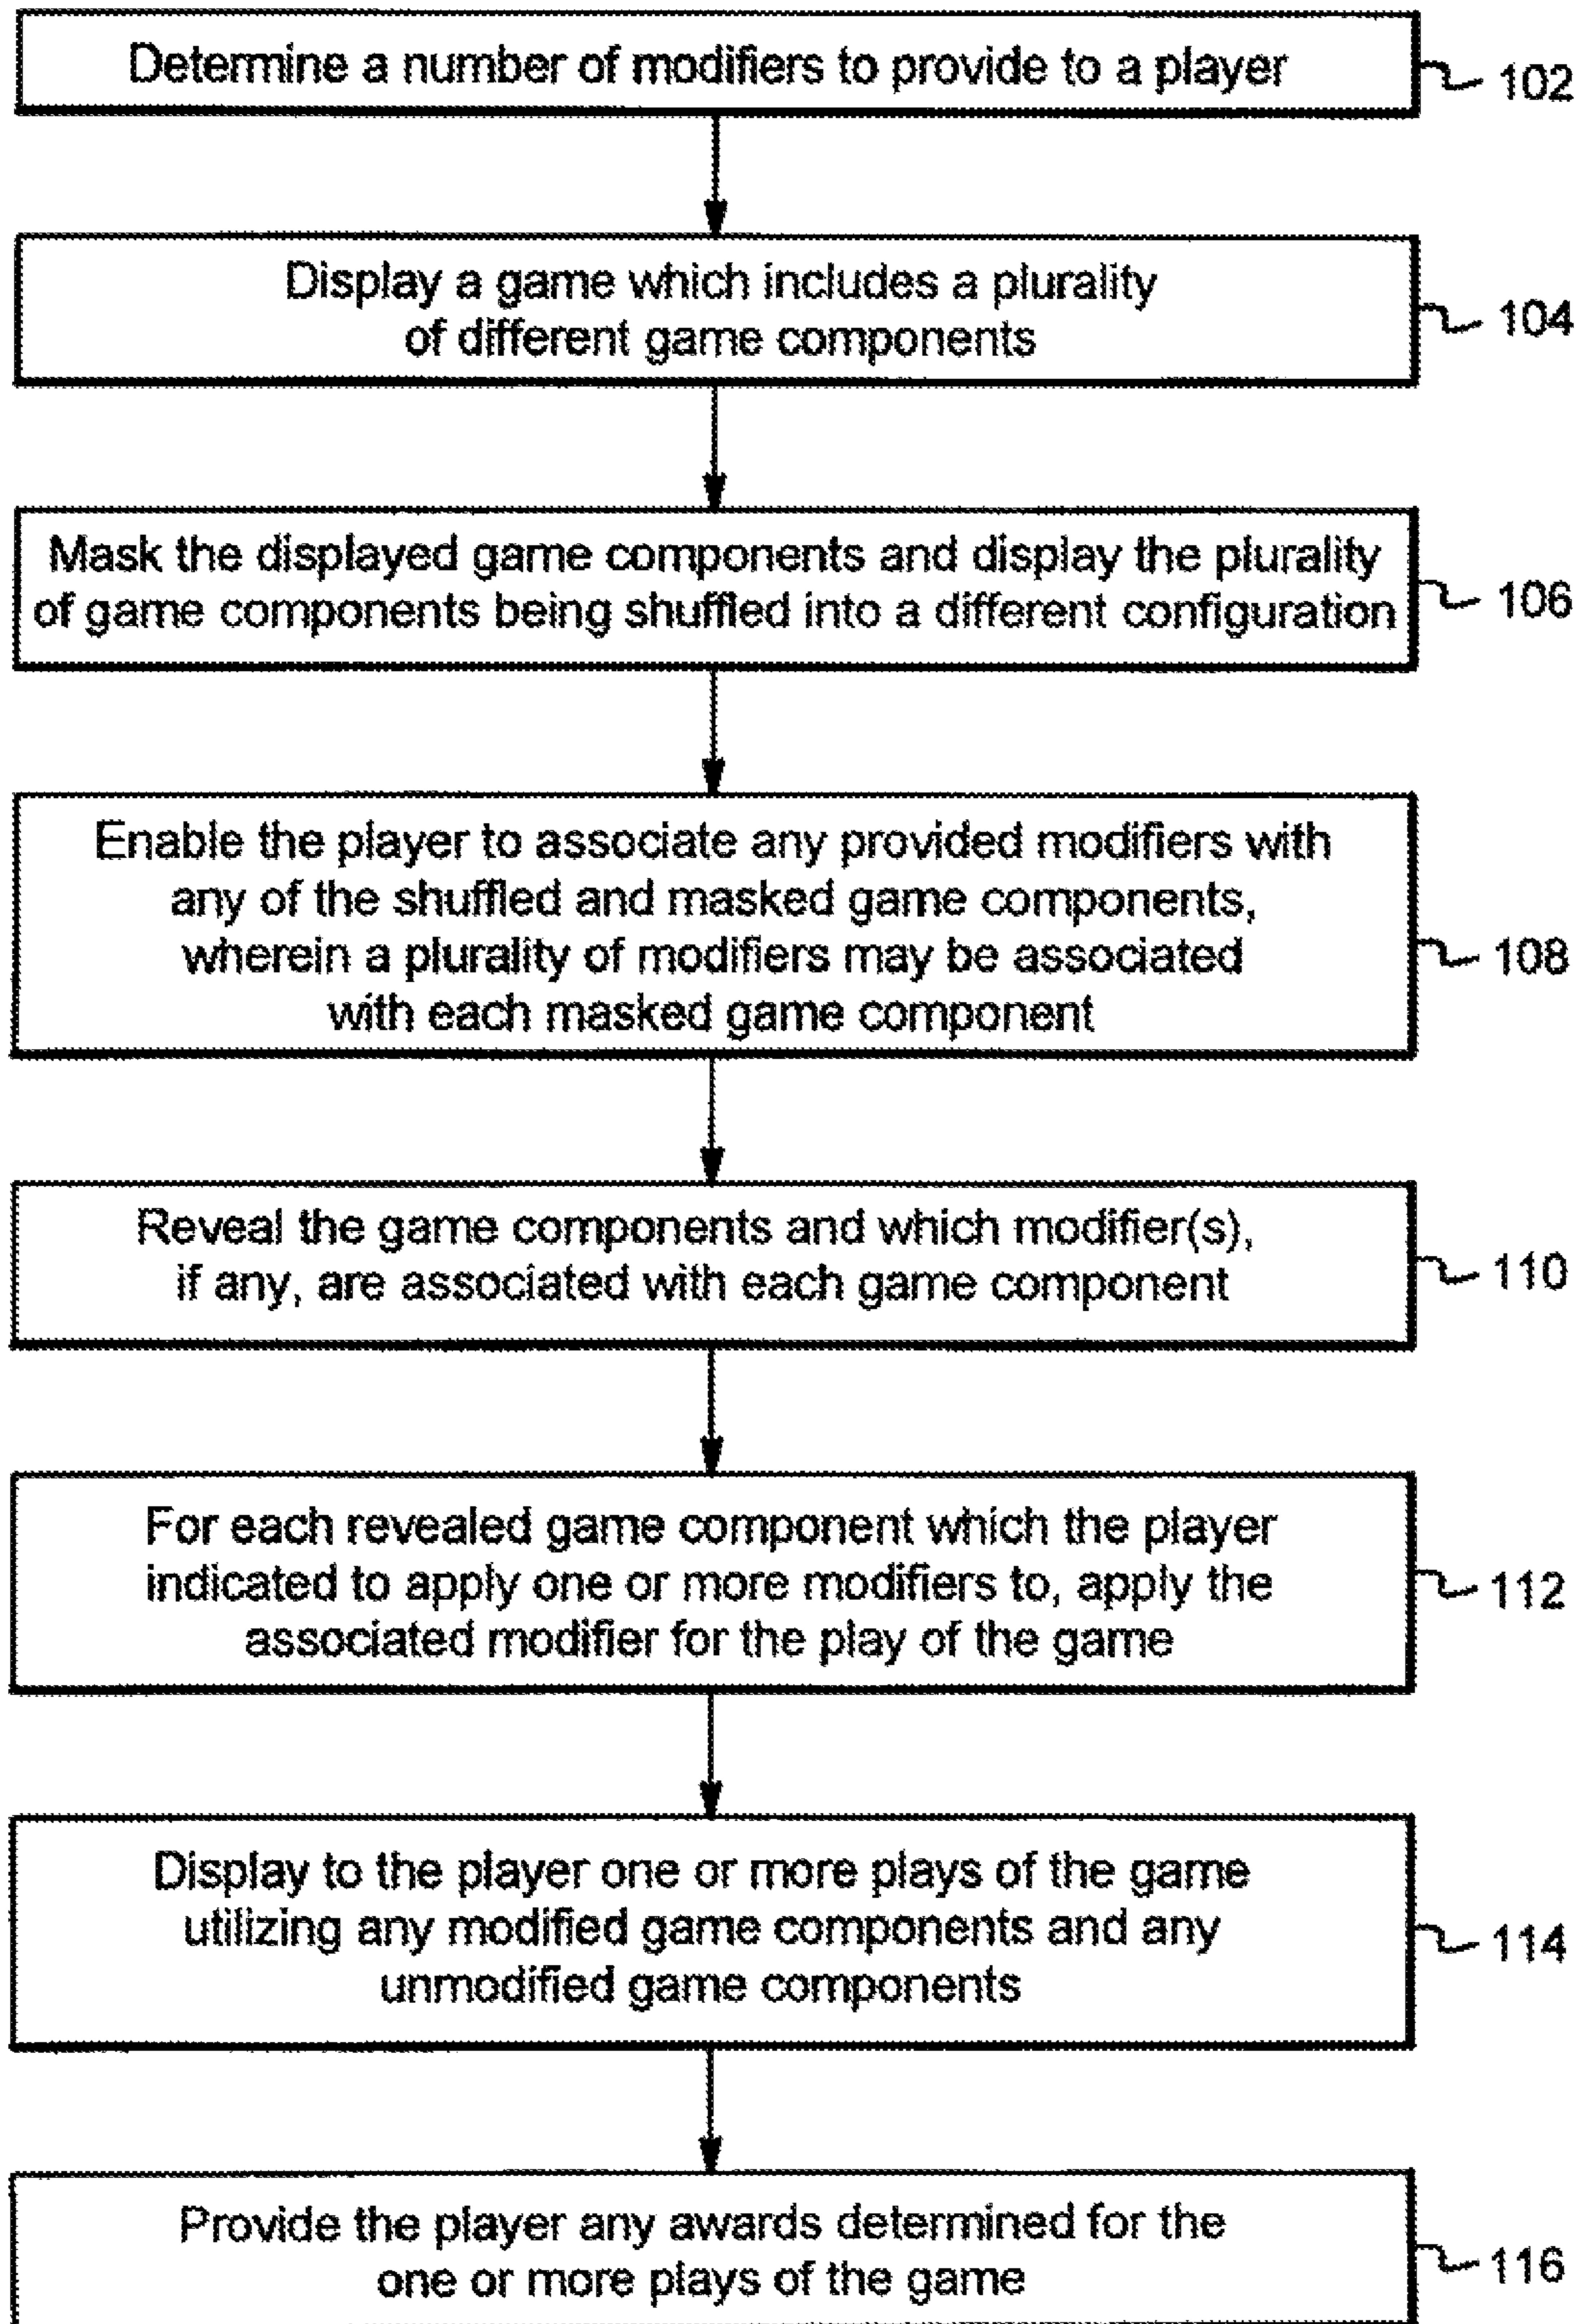 Determine a number of modifiers to provide to a player
102
Display a game which includes a plurality
of different game components
104
Mask the displayed game components and display the plurality
of game components being shuffled into a different configuration
106
Enable the player to associate any provided modifiers with
any of the shuffled and masked game components,
wherein a plurality of modifiers may be associated
with each masked game component
108
Reveal the game components and which modifier(s),
if any, are associated with each game component
110
For each revealed game component which the player
indicated to apply one or more modifiers to, apply the
associated modifier for the play of the game
112
Display to the player one or more plays of the game
utilizing any modified game components and any
unmodified game components
114
Provide the player any awards determined for the
one or more plays of the game
116